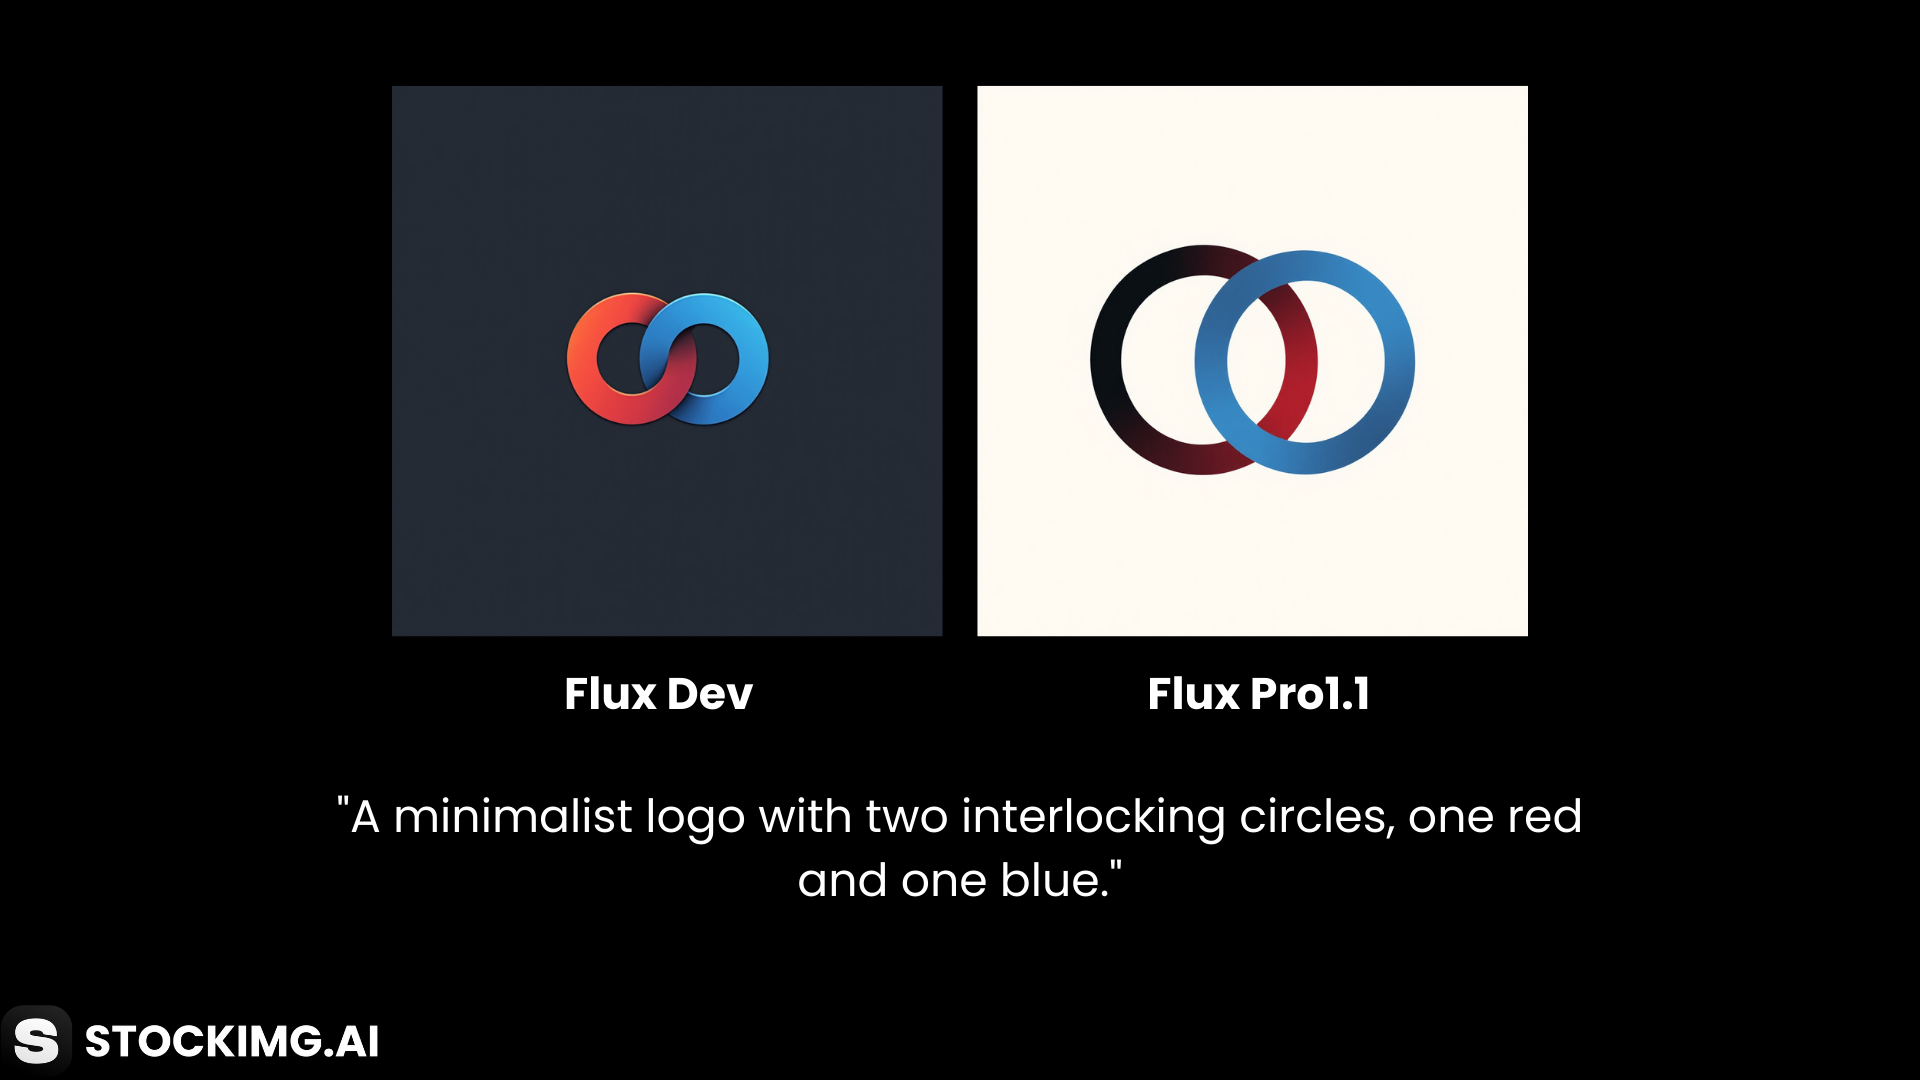 Flux Dev
Flux Pro1.1
"A minimalist logo with two interlocking circles, one red
and one blue."
S STOCKIMG.AI